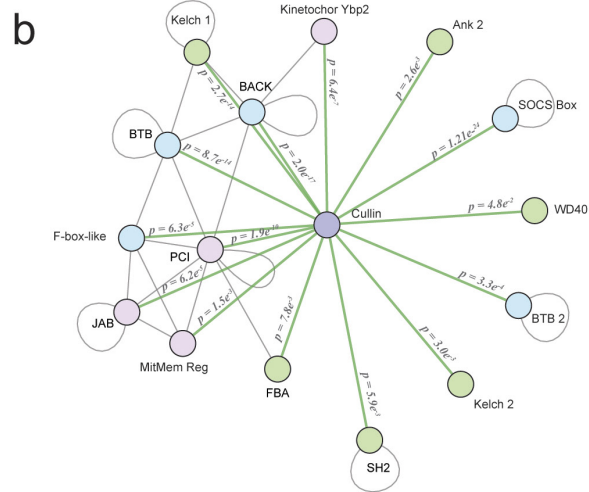 b
Kelch 1
Kinetochor Ybp2
Ank 2
p = 2.7e-14
BACK
p = 6.4e-7
p = 2.6e-3
SOCS Box
BTB
p = 8.7e-14
p = 2.0e-17
p = 1.21e-24
Cullin
p = 4.8e-2
WD40
F-box-like
p = 6.3e-5
PCI
p = 1.9e-18
p = 6.2e-5
p = 3.3e-4
BTB 2
JAB
p = 1.5e-3
MitMem Reg
p = 7.8e-3
FBA
p = 3.0e-3
Kelch 2
p = 5.9e-3
SH2